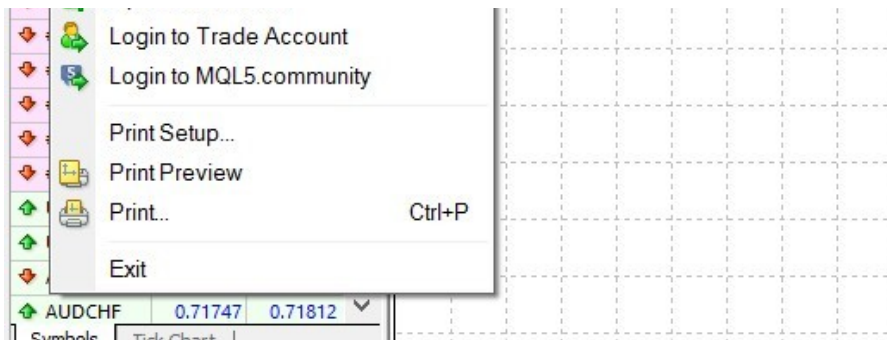 Login to Trade Account
Login to MQL5.community
Print Setup...
Print Preview
Print... Ctrl+P
Exit
AUDCHF 0.71747 0.71812
Symbols Tick Chart